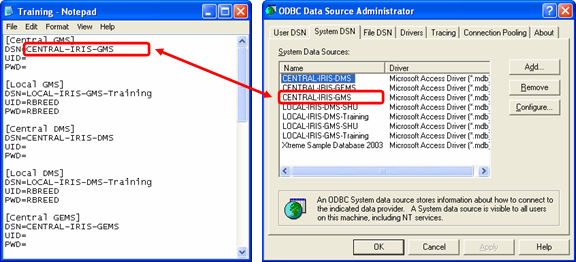 Training - Notepad
File Edit Format View Help
[Central GMS]
DSN=CENTRAL-IRIS-GMS
UID=
PWD=
[Local GMS]
DSN=LOCAL-IRIS-GMS-Training
UID=RBREED
PWD=RBREED
[Central DMS]
DSN=CENTRAL-IRIS-DMS
UID=
PWD=
[Local DMS]
DSN=LOCAL-IRIS-DMS-Training
UID=RBREED
PWD=RBREED
[Central GEMS]
DSN=CENTRAL-IRIS-GEMS
UID=
PWD=
ODBC Data Source Administrator
User DSN System DSN File DSN Drivers Tracing Connection Pooling About
System Data Sources:
Name Driver
CENTRAL-IRIS-DMS Microsoft Access Driver (*.mdb)
CENTRAL-IRIS-GEMS Microsoft Access Driver (*.mdb)
CENTRAL-IRIS-GMS Microsoft Access Driver (*.mdb)
LOCAL-IRIS-DMS-SHU Microsoft Access Driver (*.mdb)
LOCAL-IRIS-DMS-Training Microsoft Access Driver (*.mdb)
LOCAL-IRIS-GMS-SHU Microsoft Access Driver (*.mdb)
LOCAL-IRIS-GMS-Training Microsoft Access Driver (*.mdb)
Xtreme Sample Database 2003 Microsoft Access Driver (*.mdb)
Add...
Remove
Configure...
An ODBC System data source stores information about how to connect to
the indicated data provider. A System data source is visible to all users
on this machine, including NT services.
OK Cancel Apply Help